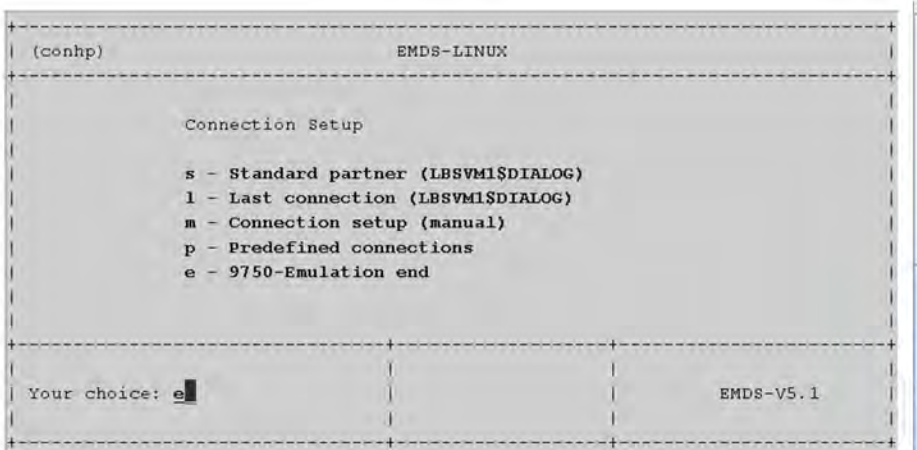 (conhp) EMDS-LINUX
Connection Setup
s - Standard partner (LBSVM1$DIALOG)
l - Last connection (LBSVM1$DIALOG)
m - Connection setup (manual)
p - Predefined connections
e - 9750-Emulation end
Your choice: e EMDS-V5.1